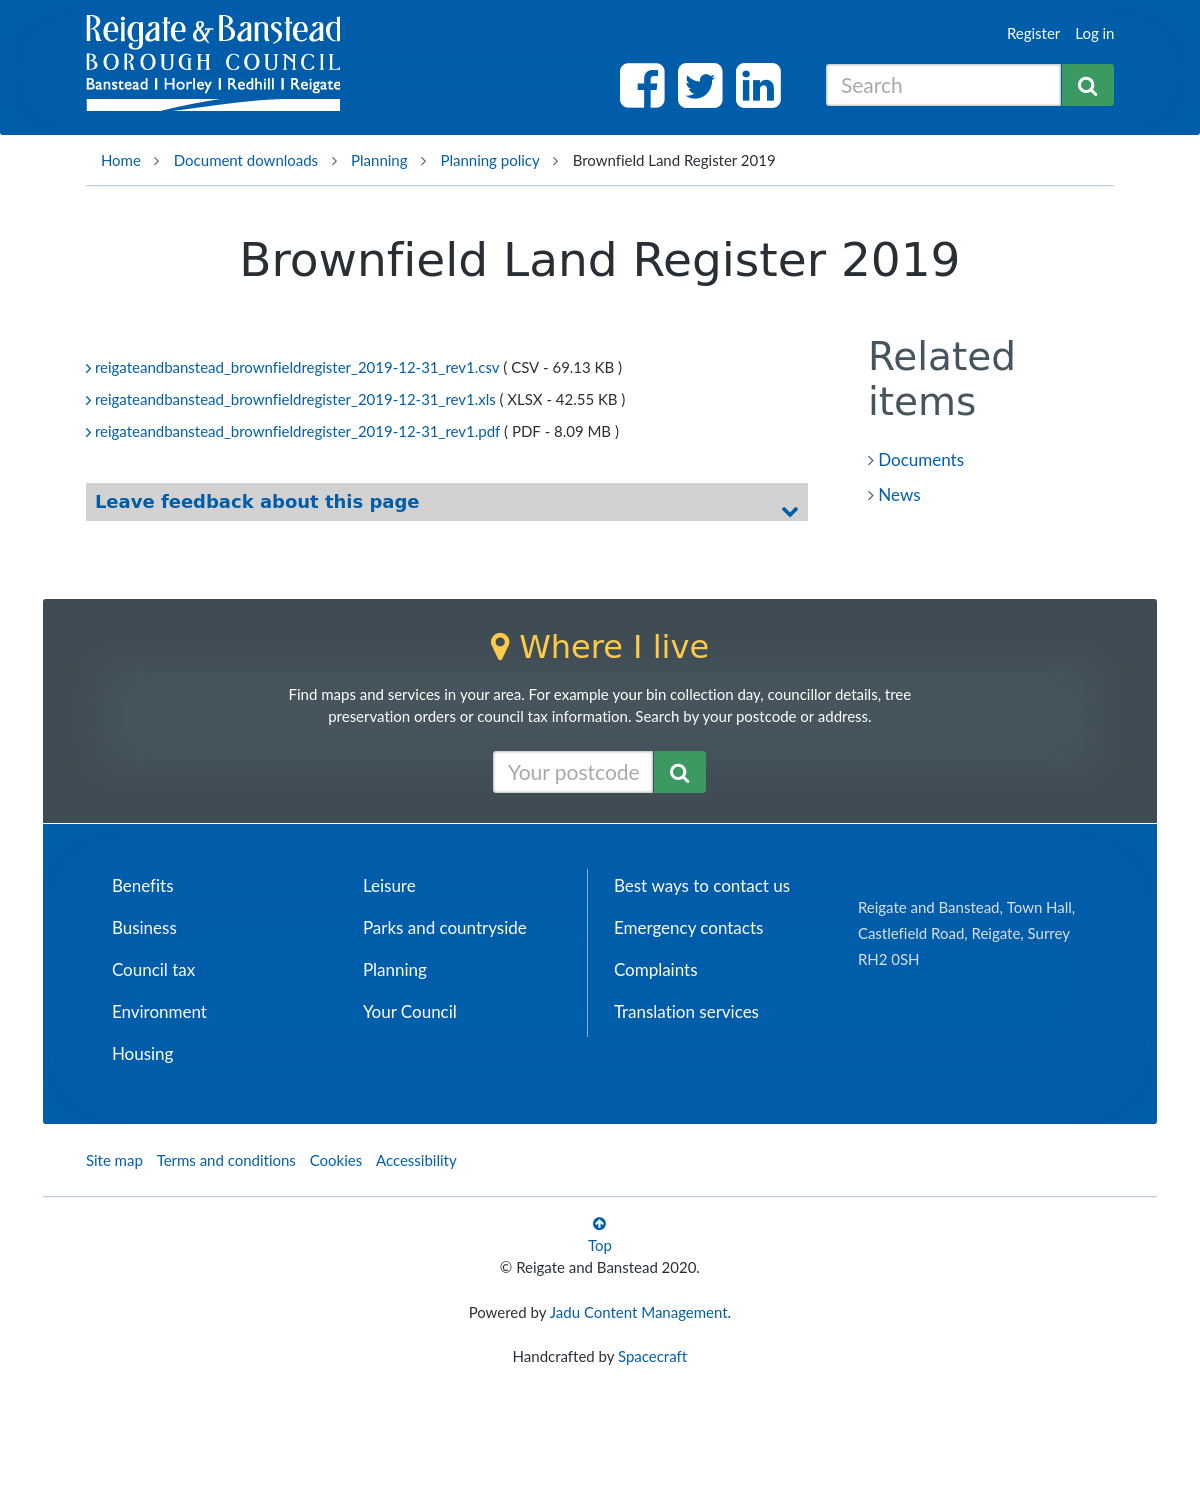 Reigate & Banstead
BOROUGH COUNCIL
Banstead I Horley I Redhill I Reigate
Register Log in
Search
Home Document downloads Planning Planning policy Brownfield Land Register 2019
Brownfield Land Register 2019
reigateandbanstead_brownfieldregister_2019-12-31_rev1.csv ( CSV - 69.13 KB )
reigateandbanstead_brownfieldregister_2019-12-31_rev1.xls ( XLSX - 42.55 KB )
reigateandbanstead_brownfieldregister_2019-12-31_rev1.pdf ( PDF - 8.09 MB )
Leave feedback about this page
Related
items
Documents
News
Where I live
Find maps and services in your area. For example your bin collection day, councillor details, tree
preservation orders or council tax information. Search by your postcode or address.
Your postcode
Benefits
Business
Council tax
Environment
Housing
Leisure
Parks and countryside
Planning
Your Council
Best ways to contact us
Emergency contacts
Complaints
Translation services
Reigate and Banstead, Town Hall,
Castlefield Road, Reigate, Surrey
RH2 0SH
Site map Terms and conditions Cookies Accessibility
Top
© Reigate and Banstead 2020.
Powered by Jadu Content Management.
Handcrafted by Spacecraft